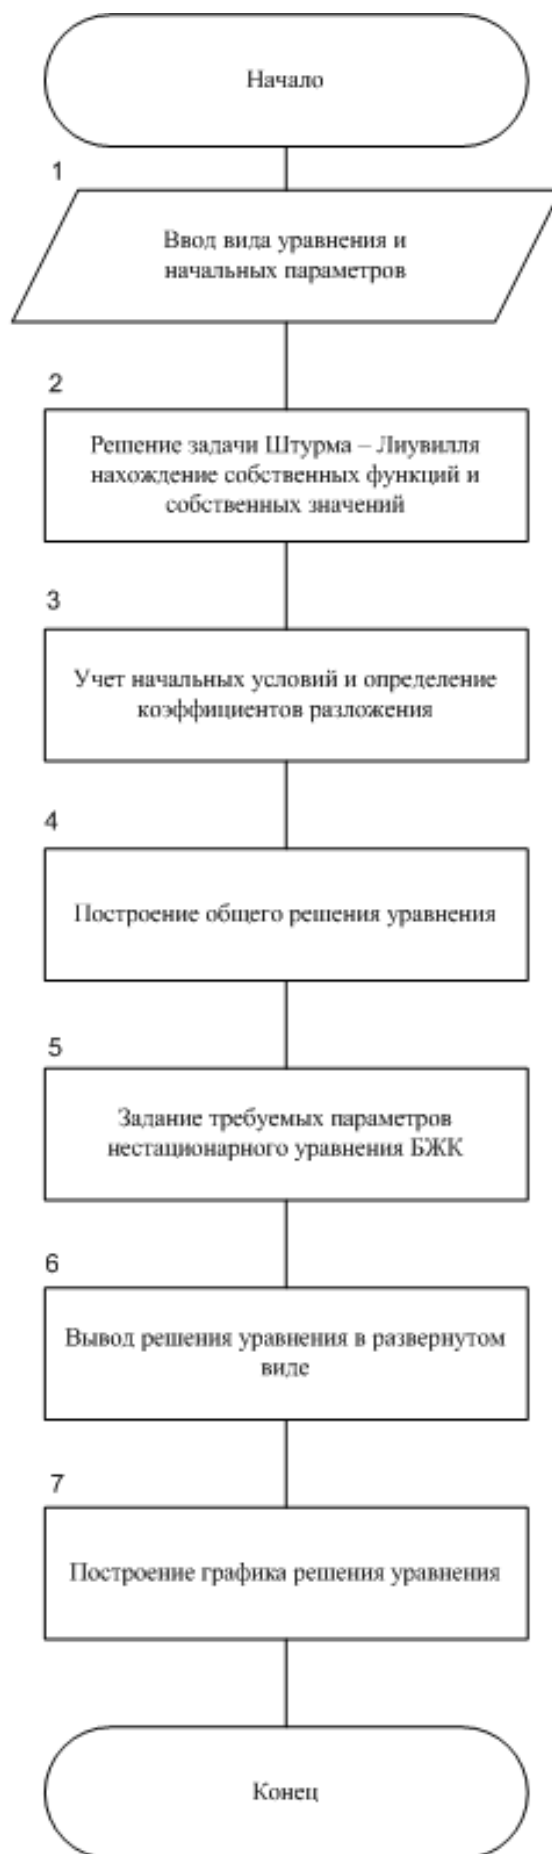 Начало
1
Ввод вида уравнения и
начальных параметров
2
Решение задачи Штурма – Лиувилля
нахождение собственных функций и
собственных значений
3
Учет начальных условий и определение
коэффициентов разложения
4
Построение общего решения уравнения
5
Задание требуемых параметров
нестационарного уравнения БЖК
6
Вывод решения уравнения в развернутом
виде
7
Построение графика решения уравнения
Конец